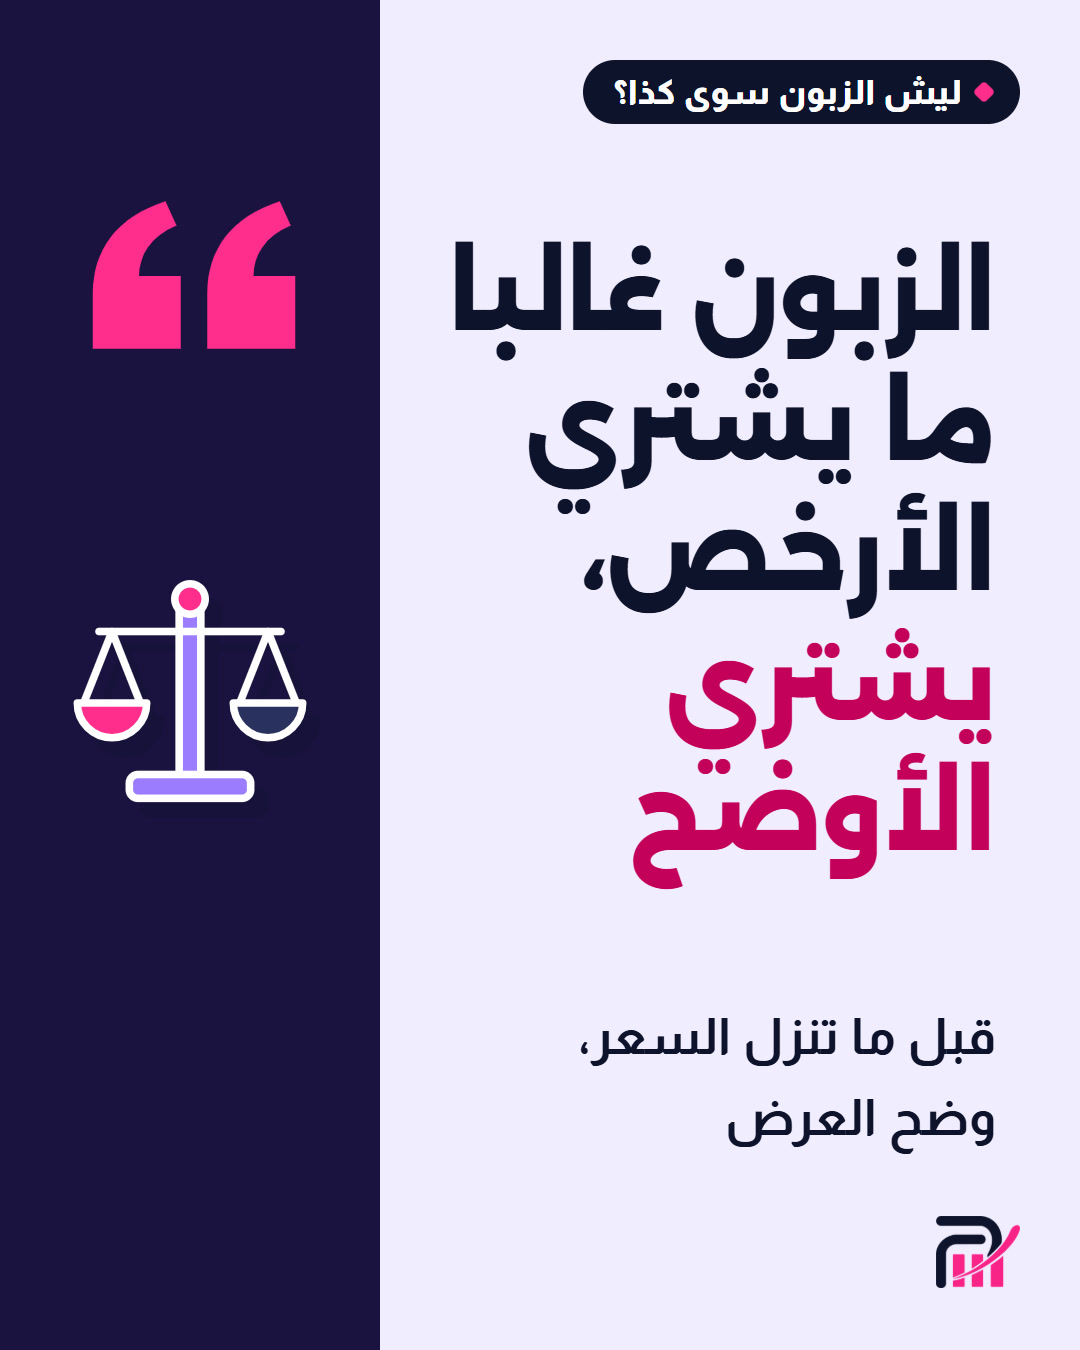 ليش الزبون سوى كذا؟
الزبون غالبا
ما يشتري
الأرخص،
يشتري
الأوضح
قبل ما تنزل السعر،
وضح العرض